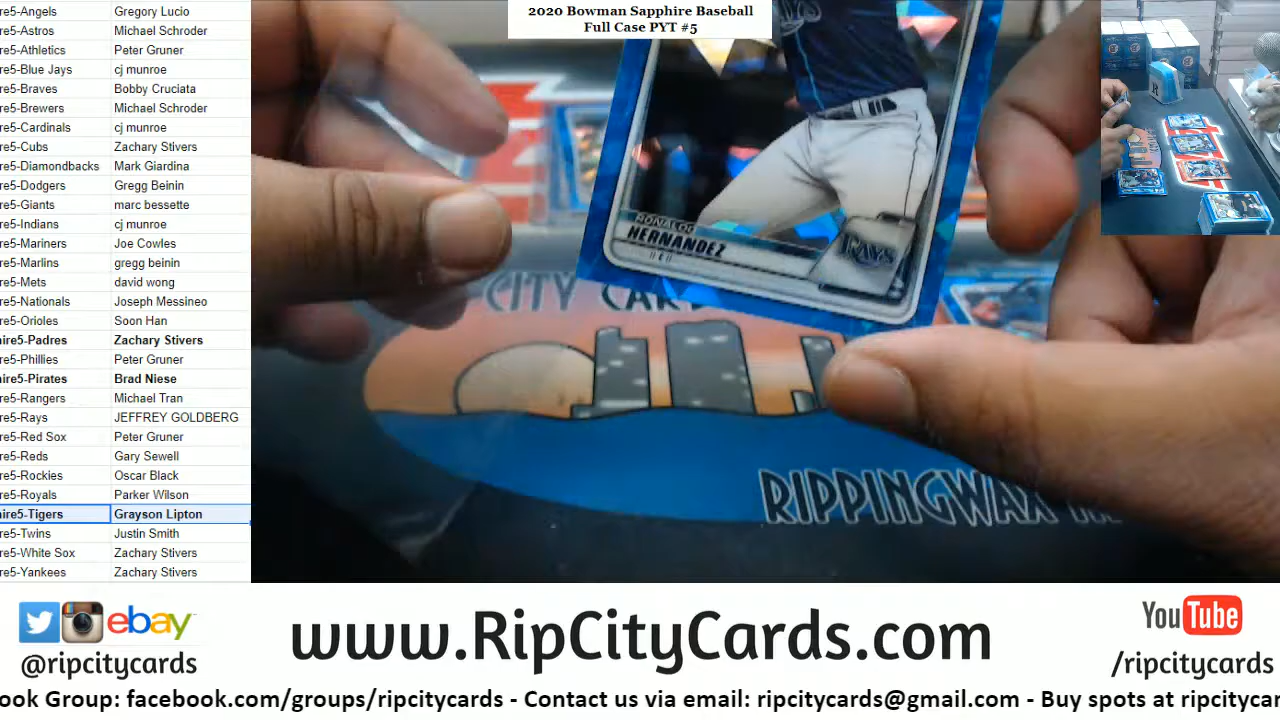 2020 Bowman Sapphire Baseball
Full Case PYT #5
re5-Angels Gregory Lucio
re5-Astros Michael Schroder
re5-Athletics Peter Gruner
re5-Blue Jays cj munroe
re5-Braves Bobby Cruciata
re5-Brewers Michael Schroder
re5-Cardinals cj munroe
re5-Cubs Zachary Stivers
re5-Diamondbacks Mark Giardina
re5-Dodgers Gregg Beinin
re5-Giants marc bessette
re5-Indians cj munroe
re5-Mariners Joe Cowles
re5-Marlins gregg beinin
re5-Mets david wong
re5-Nationals Joseph Messineo
re5-Orioles Soon Han
ire5-Padres Zachary Stivers
re5-Phillies Peter Gruner
ire5-Pirates Brad Niese
re5-Rangers Michael Tran
re5-Rays JEFFREY GOLDBERG
re5-Red Sox Peter Gruner
re5-Reds Gary Sewell
re5-Rockies Oscar Black
re5-Royals Parker Wilson
ire5-Tigers Grayson Lipton
re5-Twins Justin Smith
re5-White Sox Zachary Stivers
re5-Yankees Zachary Stivers
RONALDO
HERNANDEZ
RAYS
CITY CAR
RIPPINGWAX
ebay
@ripcitycards
www.RipCityCards.com
YouTube
/ripcitycards
ook Group: facebook.com/groups/ripcitycards - Contact us via email: ripcitycards@gmail.com - Buy spots at ripcitycar